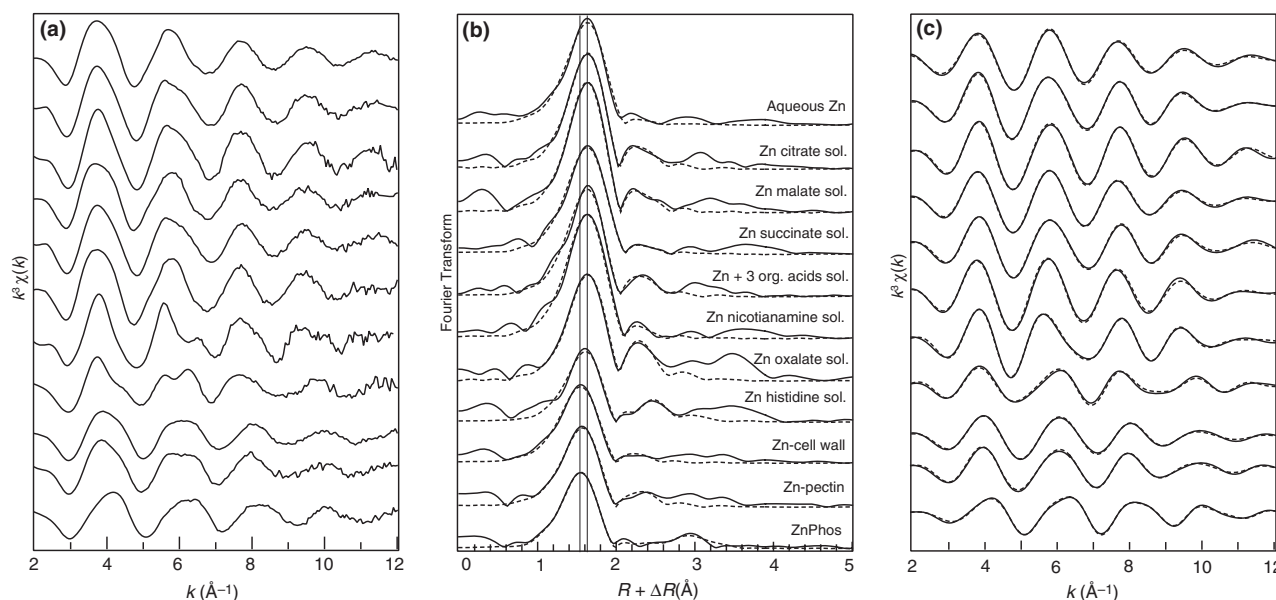 (a)
k³ χ(k)
2 4 6 8 10 12
k (Å⁻¹)
(b)
Fourier Transform
Aqueous Zn
Zn citrate sol.
Zn malate sol.
Zn succinate sol.
Zn + 3 org. acids sol.
Zn nicotianamine sol.
Zn oxalate sol.
Zn histidine sol.
Zn-cell wall
Zn-pectin
ZnPhos
0 1 2 3 4 5
R + ΔR(Å)
(c)
k³ χ(k)
2 4 6 8 10 12
k (Å⁻¹)